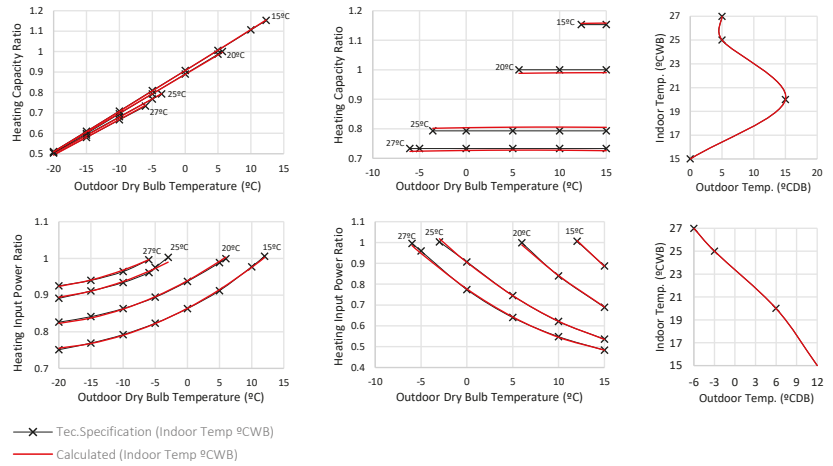 Heating Capacity Ratio
1.2
1.1
1
0.9
0.8
0.7
0.6
0.5
-20 -15 -10 -5 0 5 10 15
Outdoor Dry Bulb Temperature (ºC)
15ºC
20ºC
25ºC
27ºC
Heating Capacity Ratio
1.2
1.1
1
0.9
0.8
0.7
-10 -5 0 5 10 15
Outdoor Dry Bulb Temperature (ºC)
15ºC
20ºC
25ºC
27ºC
Indoor Temp. (ºCWB)
27
25
23
21
19
17
15
0 5 10 15 20
Outdoor Temp. (ºCDB)
Heating Input Power Ratio
1.1
1
0.9
0.8
0.7
-20 -15 -10 -5 0 5 10 15
Outdoor Dry Bulb Temperature (ºC)
27ºC
25ºC
20ºC
15ºC
Heating Input Power Ratio
1.1
1
0.9
0.8
0.7
0.6
0.5
0.4
-10 -5 0 5 10 15
Outdoor Dry Bulb Temperature (ºC)
27ºC
25ºC
20ºC
15ºC
Indoor Temp. (ºCWB)
27
25
23
21
19
17
15
-6 -3 0 3 6 9 12
Outdoor Temp. (ºCDB)
Tec.Specification (Indoor Temp ºCWB)
Calculated (Indoor Temp ºCWB)